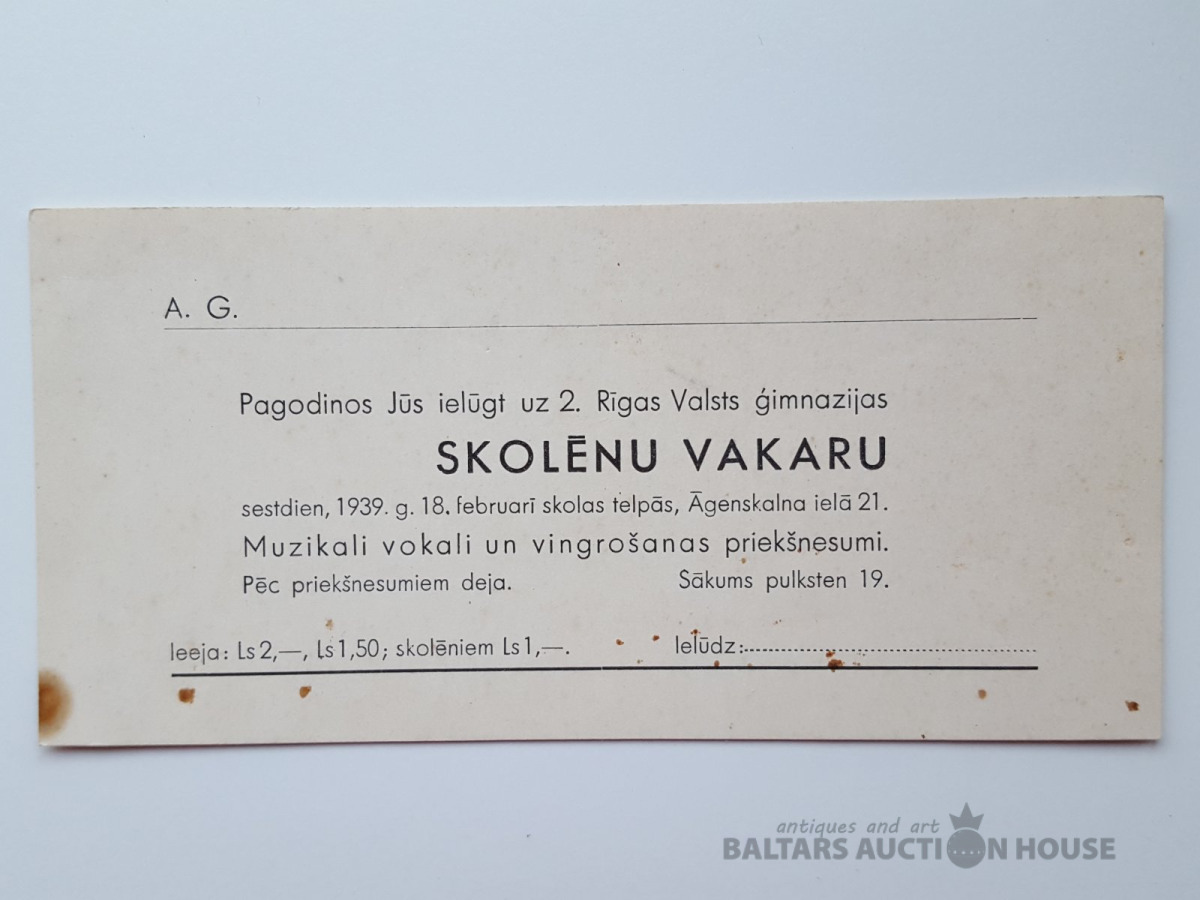 A. G.
Pagodinos Jūs ielūgt uz 2. Rīgas Valsts ģimnazijas
SKOLĒNU VAKARU
sestdien, 1939. g. 18. februarī skolas telpās, Āgenskalna ielā 21.
Muzikali vokali un vingrošanas priekšnesumi.
Pēc priekšnesumiem deja. Sākums pulksten 19.
Ieeja: Ls 2,—, Ls 1,50; skolēniem Ls 1,—. Ielūdz:
antiques and art
BALTARS AUCTION HOUSE